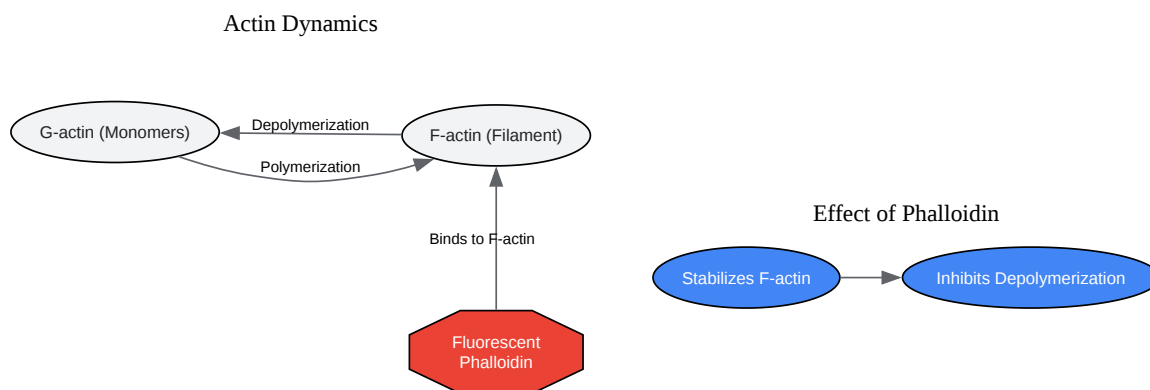 Actin Dynamics
G-actin (Monomers)
Depolymerization
F-actin (Filament)
Polymerization
Binds to F-actin
Fluorescent
Phalloidin
Effect of Phalloidin
Stabilizes F-actin
Inhibits Depolymerization